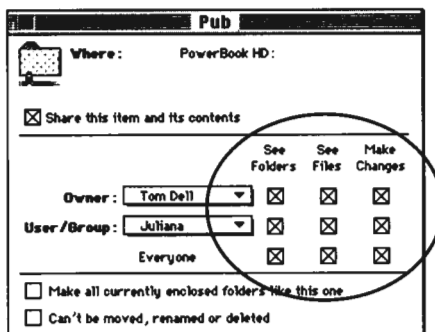 Pub
Where: PowerBook HD:
Share this item and its contents
See See Make
Folders Files Changes
Owner: Tom Dell
User/Group: Juliana
Everyone
Make all currently enclosed folders like this one
Can't be moved, renamed or deleted